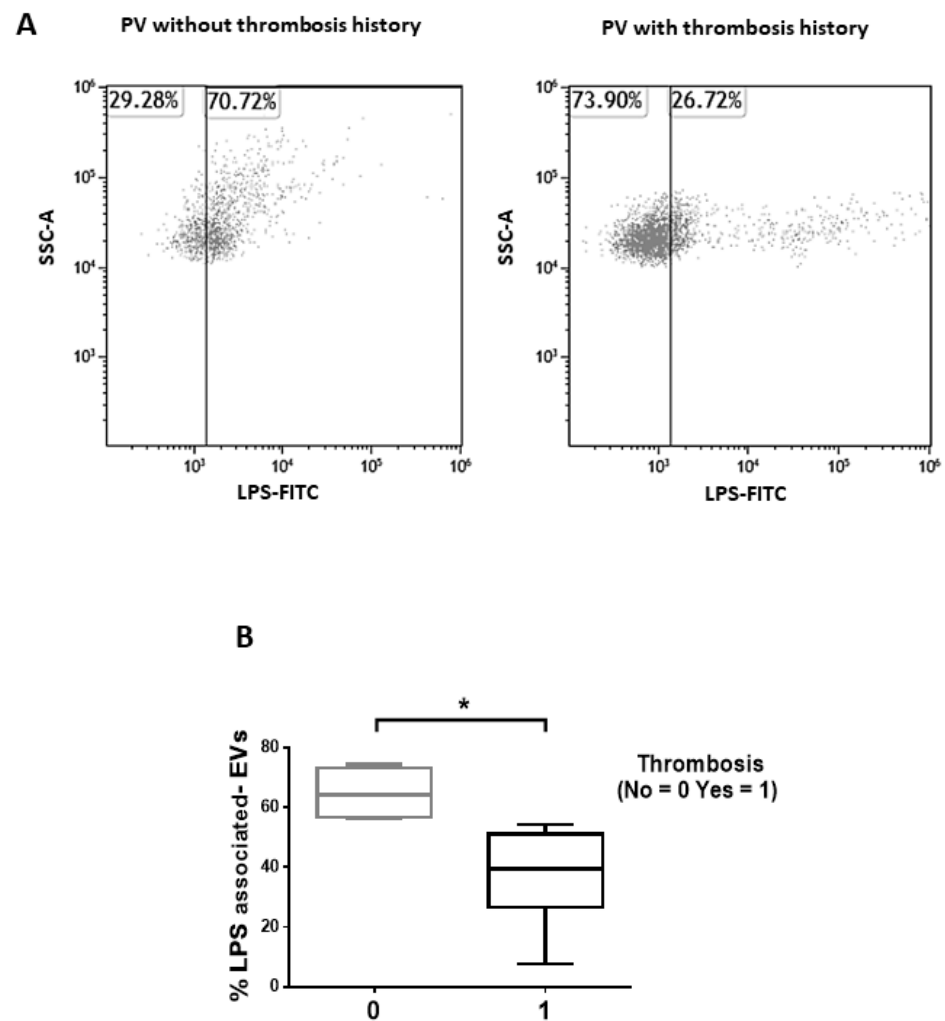 A
PV without thrombosis history
PV with thrombosis history
10⁶
29.28%
70.72%
10⁵
10⁴
10³
SSC-A
10³
10⁴
10⁵
10⁶
LPS-FITC
10⁶
73.90%
26.72%
10⁵
10⁴
10³
SSC-A
10³
10⁴
10⁵
10⁶
LPS-FITC
B
*
% LPS associated- EVs
80
60
40
20
0
0
1
Thrombosis
(No = 0 Yes = 1)